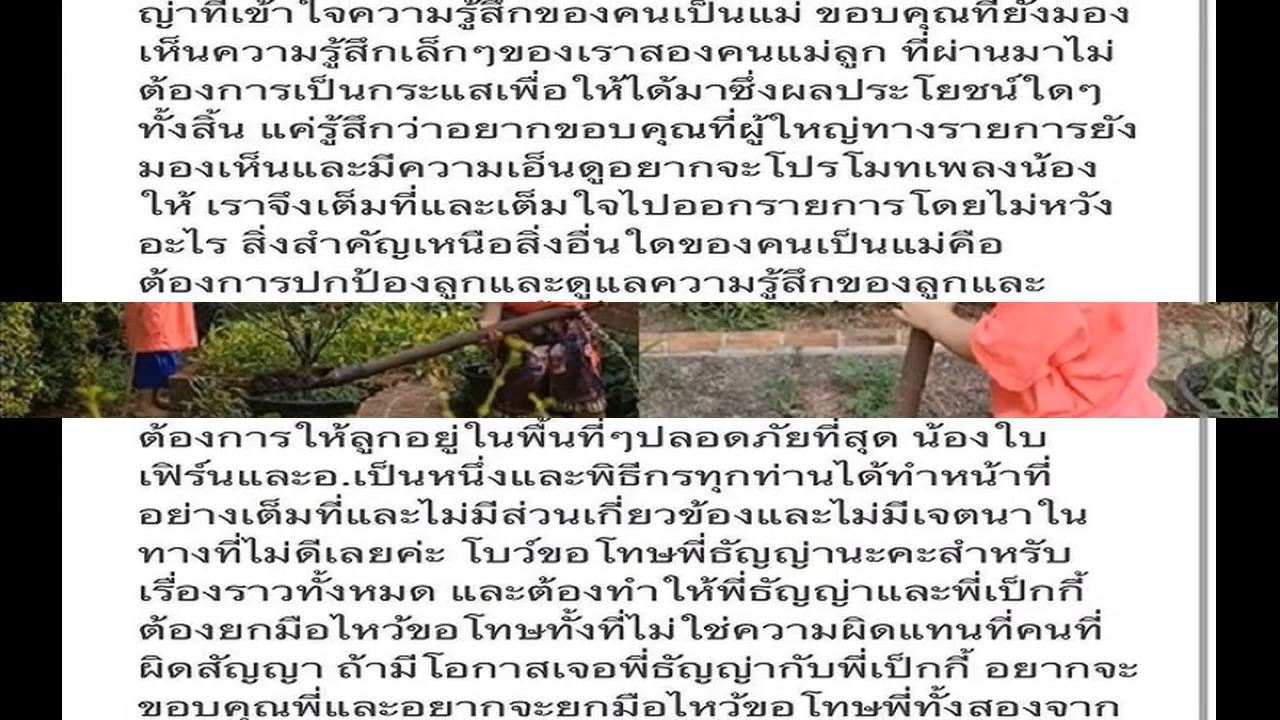 ญ่าที่เข้าใจความรู้สึกของคนเป็นแม่ ขอบคุณที่ยังมอง
เห็นความรู้สึกเล็กๆของเราสองคนแม่ลูก ที่ผ่านมาไม่
ต้องการเป็นกระแสเพื่อให้ได้มาซึ่งผลประโยชน์ใดๆ
ทั้งสิ้น แค่รู้สึกว่าอยากขอบคุณที่ผู้ใหญ่ทางรายการยัง
มองเห็นและมีความเอ็นดูอยากจะโปรโมทเพลงน้อง
ให้ เราจึงเต็มที่และเต็มใจไปออกรายการโดยไม่หวัง
อะไร สิ่งสำคัญเหนือสิ่งอื่นใดของคนเป็นแม่คือ
ต้องการปกป้องลูกและดูแลความรู้สึกของลูกและ
ต้องการให้ลูกอยู่ในพื้นที่ๆปลอดภัยที่สุด น้องใบ
เฟิร์นและอ.เป็นหนึ่งและพิธีกรทุกท่านได้ทำหน้าที่
อย่างเต็มที่และไม่มีส่วนเกี่ยวข้องและไม่มีเจตนาใน
ทางที่ไม่ดีเลยค่ะ โบว์ขอโทษพี่ธัญญ่านะคะสำหรับ
เรื่องราวทั้งหมด และต้องทำให้พี่ธัญญ่าและพี่เป็กกี้
ต้องยกมือไหว้ขอโทษทั้งที่ไม่ใช่ความผิดแทนที่คนที่
ผิดสัญญา ถ้ามีโอกาสเจอพี่ธัญญ่ากับพี่เป็กกี้ อยากจะ
ขอบคุณพี่และอยากจะยกมือไหว้ขอโทษพี่ทั้งสองจาก